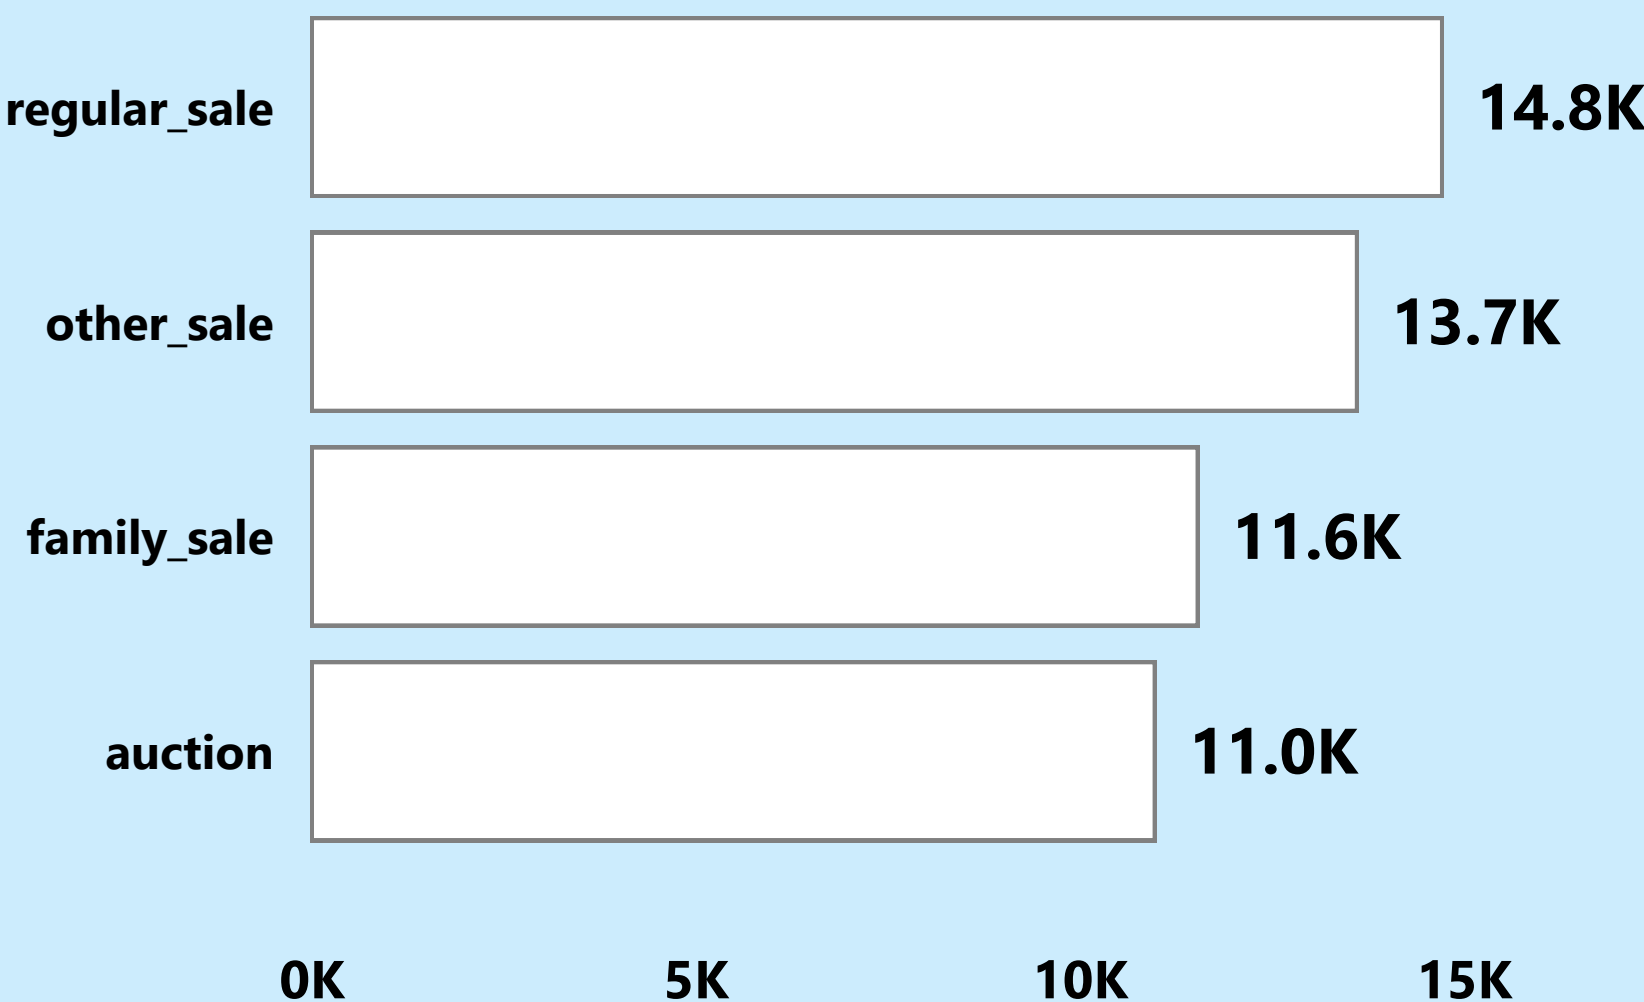 regular_sale 14.8K
other_sale 13.7K
family_sale 11.6K
auction 11.0K
0K 5K 10K 15K